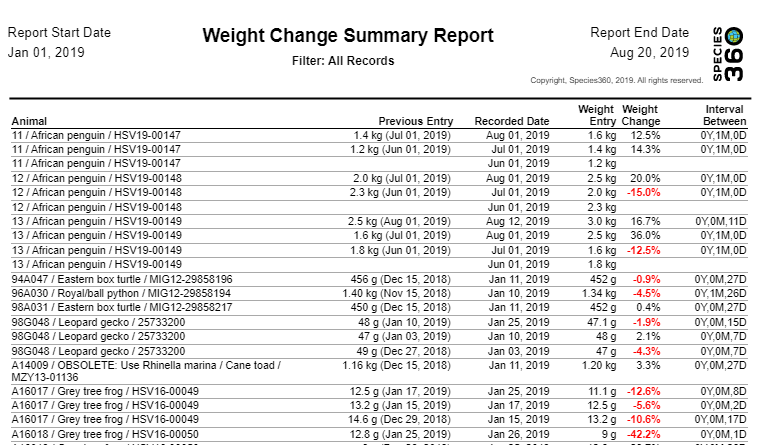 Report Start Date
Jan 01, 2019
Weight Change Summary Report
Filter: All Records
Report End Date
Aug 20, 2019
SPECIES 360
Copyright, Species360, 2019. All rights reserved.
Animal Previous Entry Recorded Date Weight Entry Weight Change Interval Between
11 / African penguin / HSV19-00147 1.4 kg (Jul 01, 2019) Aug 01, 2019 1.6 kg 12.5% 0Y,1M,0D
11 / African penguin / HSV19-00147 1.2 kg (Jun 01, 2019) Jul 01, 2019 1.4 kg 14.3% 0Y,1M,0D
11 / African penguin / HSV19-00147 Jun 01, 2019 1.2 kg
12 / African penguin / HSV19-00148 2.0 kg (Jul 01, 2019) Aug 01, 2019 2.5 kg 20.0% 0Y,1M,0D
12 / African penguin / HSV19-00148 2.3 kg (Jun 01, 2019) Jul 01, 2019 2.0 kg -15.0% 0Y,1M,0D
12 / African penguin / HSV19-00148 Jun 01, 2019 2.3 kg
13 / African penguin / HSV19-00149 2.5 kg (Aug 01, 2019) Aug 12, 2019 3.0 kg 16.7% 0Y,0M,11D
13 / African penguin / HSV19-00149 1.6 kg (Jul 01, 2019) Aug 01, 2019 2.5 kg 36.0% 0Y,1M,0D
13 / African penguin / HSV19-00149 1.8 kg (Jun 01, 2019) Jul 01, 2019 1.6 kg -12.5% 0Y,1M,0D
13 / African penguin / HSV19-00149 Jun 01, 2019 1.8 kg
94A047 / Eastern box turtle / MIG12-29858196 456 g (Dec 15, 2018) Jan 11, 2019 452 g -0.9% 0Y,0M,27D
96A030 / Royal/ball python / MIG12-29858194 1.40 kg (Nov 15, 2018) Jan 10, 2019 1.34 kg -4.5% 0Y,1M,26D
98A031 / Eastern box turtle / MIG12-29858217 450 g (Dec 15, 2018) Jan 11, 2019 452 g 0.4% 0Y,0M,27D
98G048 / Leopard gecko / 25733200 48 g (Jan 10, 2019) Jan 25, 2019 47.1 g -1.9% 0Y,0M,15D
98G048 / Leopard gecko / 25733200 47 g (Jan 03, 2019) Jan 10, 2019 48 g 2.1% 0Y,0M,7D
98G048 / Leopard gecko / 25733200 49 g (Dec 27, 2018) Jan 03, 2019 47 g -4.3% 0Y,0M,7D
A14009 / OBSOLETE: Use Rhinella marina / Cane toad / 1.16 kg (Dec 15, 2018) Jan 11, 2019 1.20 kg 3.3% 0Y,0M,27D
MZY13-01136
A16017 / Grey tree frog / HSV16-00049 12.5 g (Jan 17, 2019) Jan 25, 2019 11.1 g -12.6% 0Y,0M,8D
A16017 / Grey tree frog / HSV16-00049 13.2 g (Jan 15, 2019) Jan 17, 2019 12.5 g -5.6% 0Y,0M,2D
A16017 / Grey tree frog / HSV16-00049 14.6 g (Dec 29, 2018) Jan 15, 2019 13.2 g -10.6% 0Y,0M,17D
A16018 / Grey tree frog / HSV16-00050 12.8 g (Jan 25, 2019) Jan 26, 2019 9 g -42.2% 0Y,0M,1D